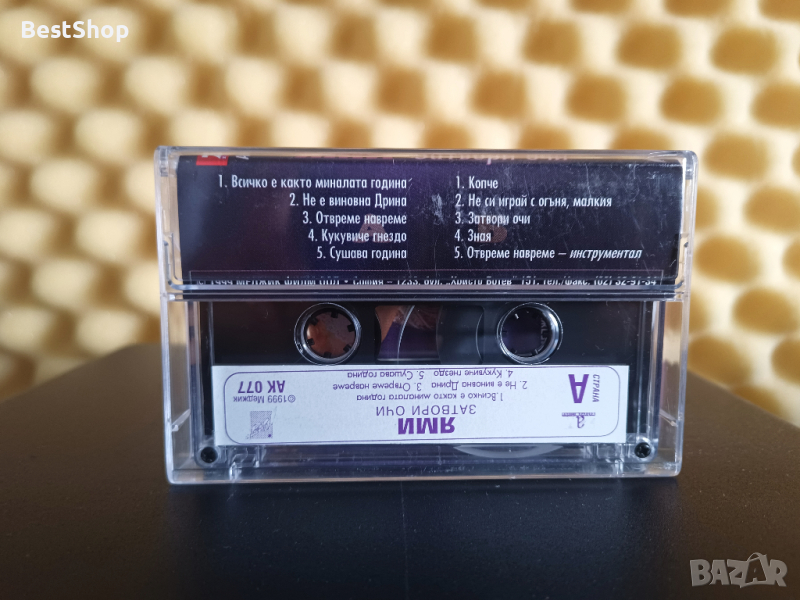 BestShop
1. Всичко е както миналата година
2. Не е виновна Дрина
3. Отвреме навреме
4. Кукувиче гнездо
5. Сушава година
1. Копче
2. Не си играй с огъня, малкия
3. Затвори очи
4. Зная
5. Отвреме навреме – инструментал
ЯМИ
ЗАТВОРИ ОЧИ
1.Всичко е както миналата година
2. Не е виновна Дрина 3. Отвреме навреме
4. Кукувиче гнездо 5. Сушава година
СТРАНА
A
©1999 Меджик
АК 077
BAZAR